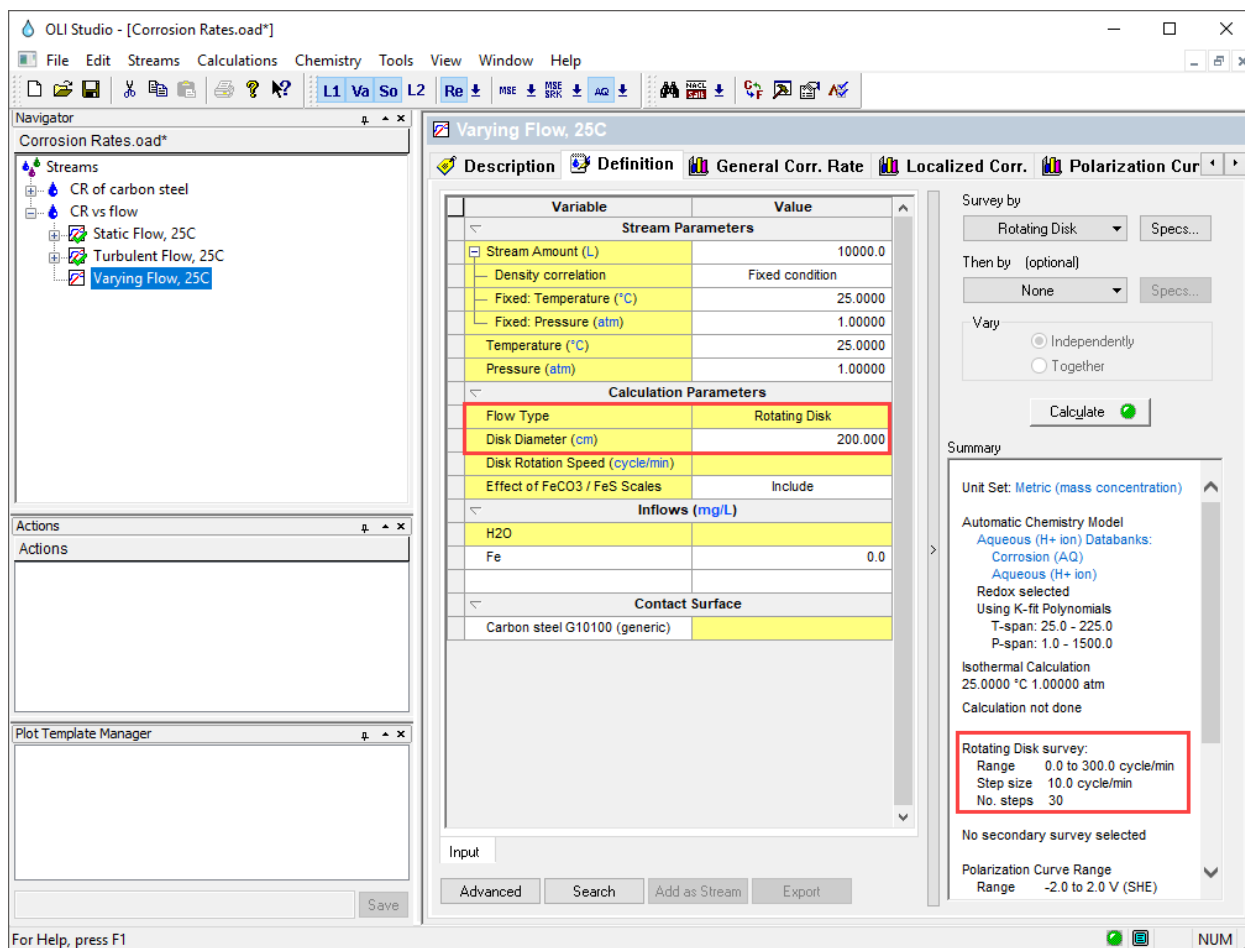 OLI Studio - [Corrosion Rates.oad*]
File Edit Streams Calculations Chemistry Tools View Window Help
L1 Va So L2 Re MSE MSE SRK AQ NACL Salt
Navigator
Corrosion Rates.oad*
Streams
CR of carbon steel
CR vs flow
Static Flow, 25C
Turbulent Flow, 25C
Varying Flow, 25C
Actions
Actions
Plot Template Manager
Save
Varying Flow, 25C
Description Definition General Corr. Rate Localized Corr. Polarization Cur
Variable Value
Stream Parameters
Stream Amount (L) 10000.0
Density correlation Fixed condition
Fixed: Temperature (°C) 25.0000
Fixed: Pressure (atm) 1.00000
Temperature (°C) 25.0000
Pressure (atm) 1.00000
Calculation Parameters
Flow Type Rotating Disk
Disk Diameter (cm) 200.000
Disk Rotation Speed (cycle/min)
Effect of FeCO3 / FeS Scales Include
Inflows (mg/L)
H2O
Fe 0.0
Contact Surface
Carbon steel G10100 (generic)
Input
Advanced Search Add as Stream Export
Survey by
Rotating Disk Specs...
Then by (optional)
None Specs...
Vary
Independently
Together
Calculate
Summary
Unit Set: Metric (mass concentration)
Automatic Chemistry Model
Aqueous (H+ ion) Databanks:
Corrosion (AQ)
Aqueous (H+ ion)
Redox selected
Using K-fit Polynomials
T-span: 25.0 - 225.0
P-span: 1.0 - 1500.0
Isothermal Calculation
25.0000 °C 1.00000 atm
Calculation not done
Rotating Disk survey:
Range 0.0 to 300.0 cycle/min
Step size 10.0 cycle/min
No. steps 30
No secondary survey selected
Polarization Curve Range
Range -2.0 to 2.0 V (SHE)
For Help, press F1
NUM